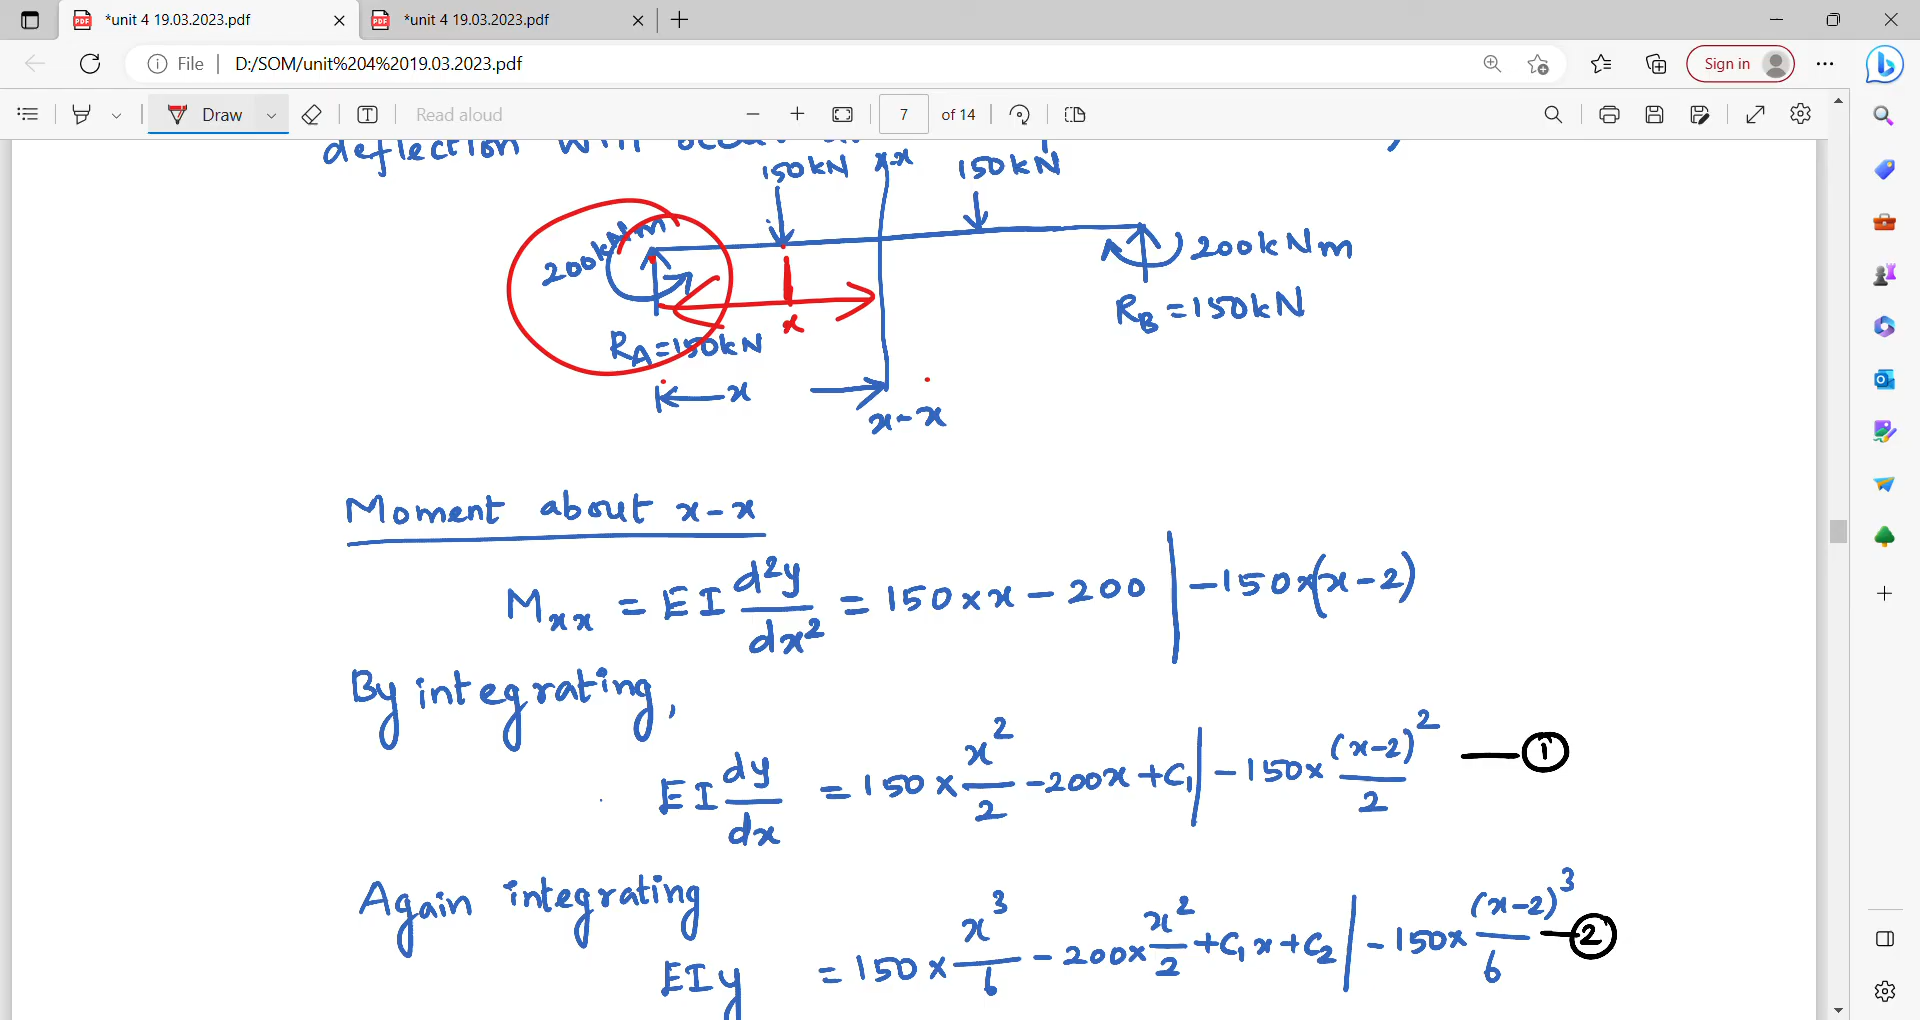 *unit 4 19.03.2023.pdf
*unit 4 19.03.2023.pdf
File | D:/SOM/unit%204%2019.03.2023.pdf
Sign in
Draw
Read aloud
7 of 14
deflection will
150kN x-x 150kN
200kNm
200kNm
RA=150kN
RB=150kN
x
x
x-x
Moment about x-x
Mxx = EI d²y/dx² = 150×x-200 | -150×(x-2)
By integrating,
EI dy/dx = 150×x²/2 -200x+C₁ | -150×(x-2)²/2 — ①
Again integrating
EIy = 150×x³/6 - 200×x²/2 +C₁x+C₂ | -150×(x-2)³/6 — ②